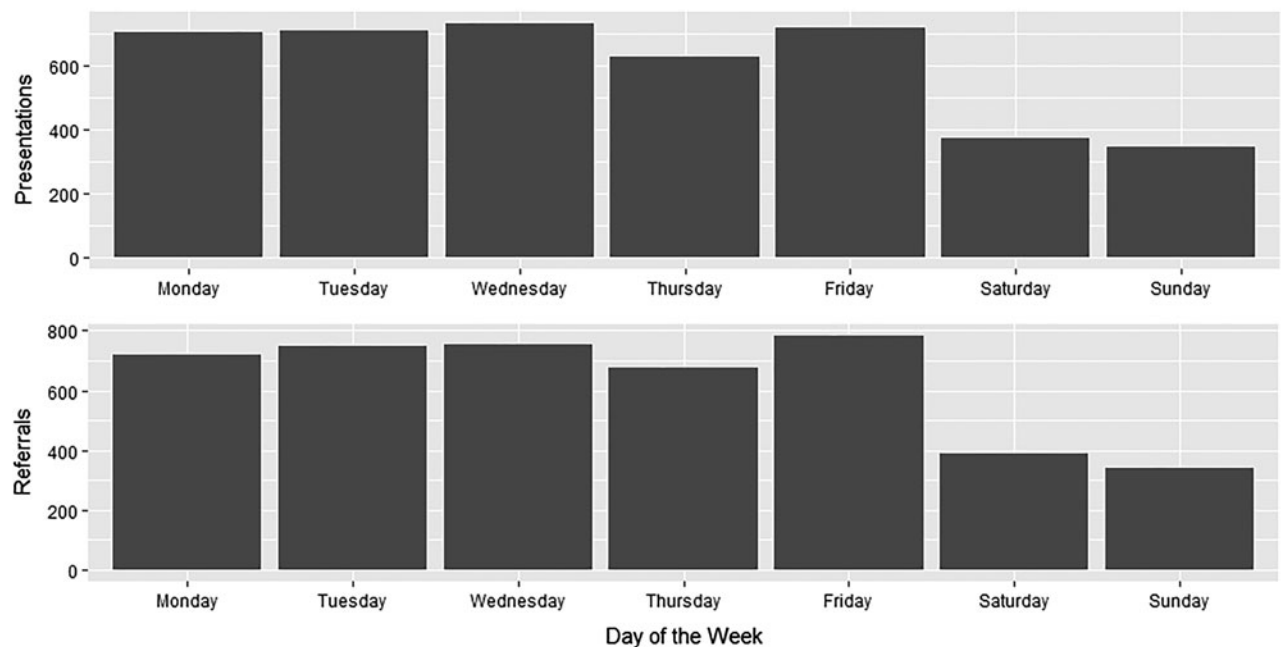 Presentations
600
400
200
0
Monday Tuesday Wednesday Thursday Friday Saturday Sunday
Referrals
800
600
400
200
0
Monday Tuesday Wednesday Thursday Friday Saturday Sunday
Day of the Week